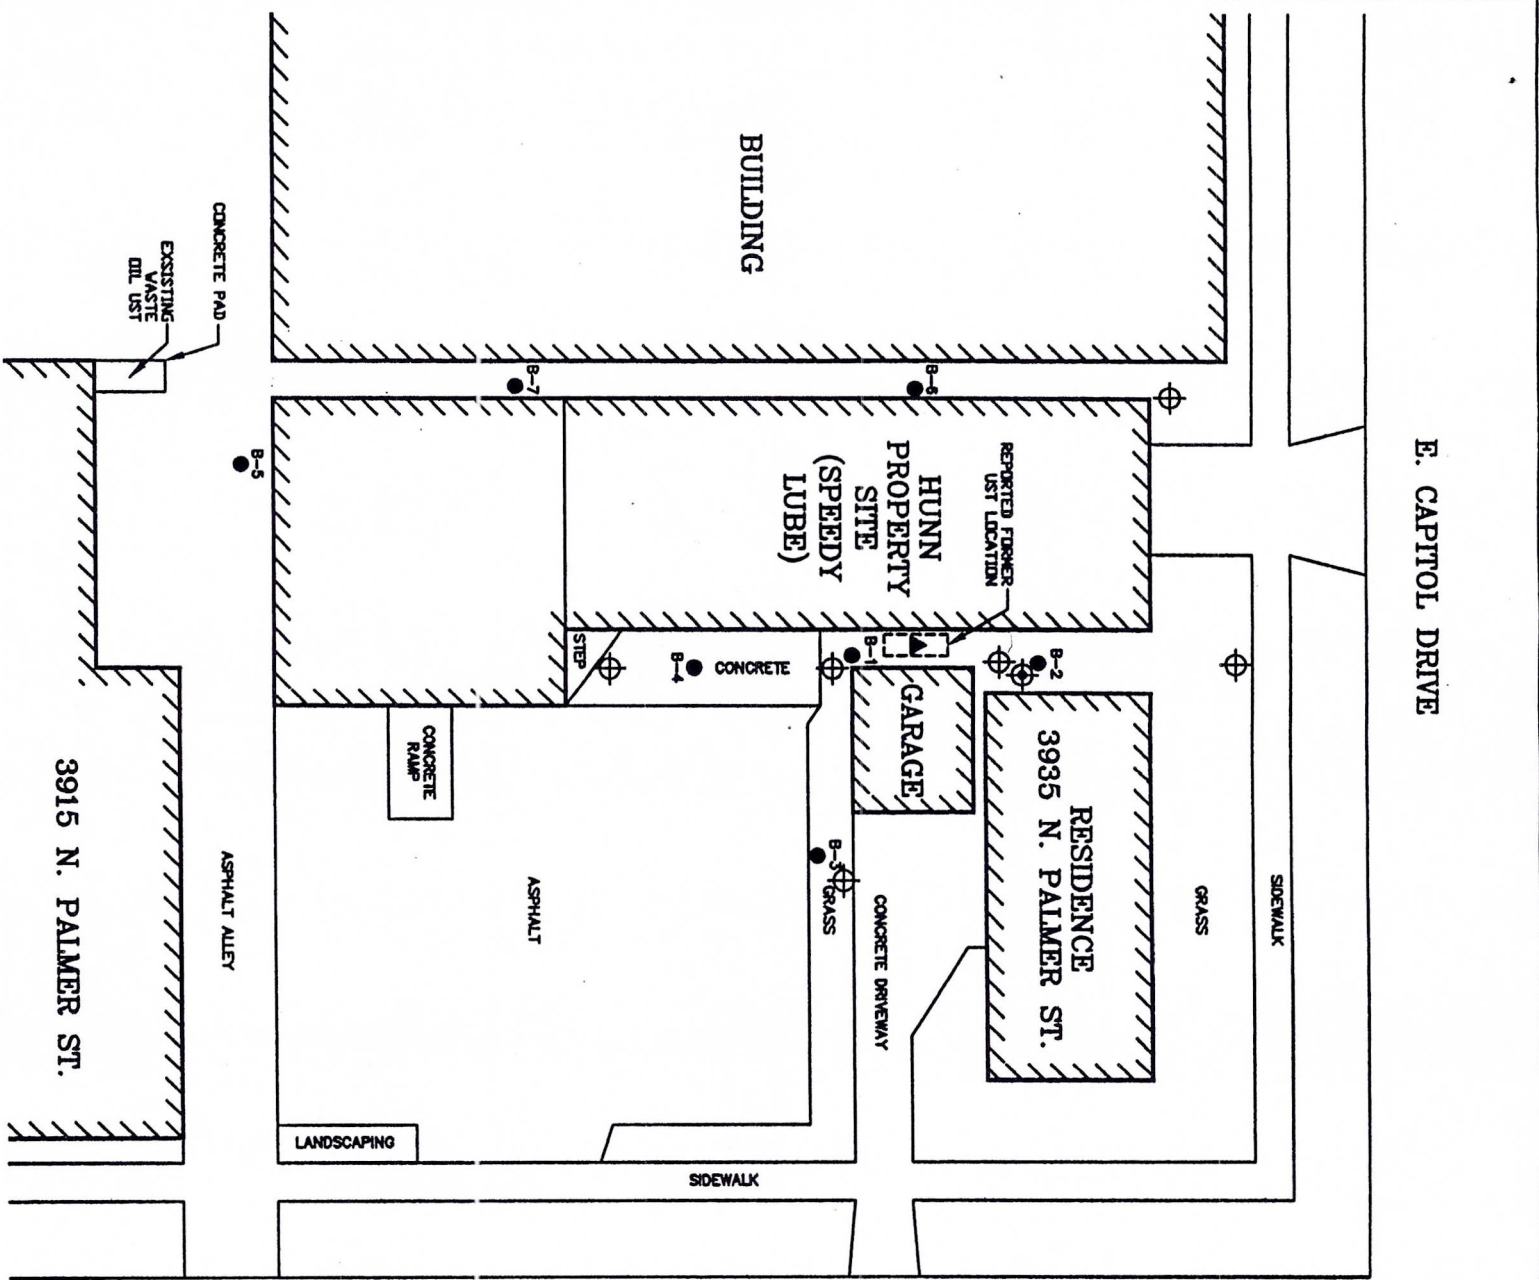 E. CAPITOL DRIVE
SIDEWALK
GRASS
BUILDING
B-6
B-7
REPORTED FORMER
UST LOCATION
HUNN
PROPERTY
SITE
(SPEEDY
LUBE)
B-2
B-1
RESIDENCE
3935 N. PALMER ST.
GARAGE
CONCRETE
B-4
STEP
B-3
GRASS
CONCRETE DRIVEWAY
CONCRETE
RAMP
ASPHALT
B-5
CONCRETE PAD
EXSISTING
WASTE
OIL UST
ASPHALT ALLEY
LANDSCAPING
SIDEWALK
3915 N. PALMER ST.